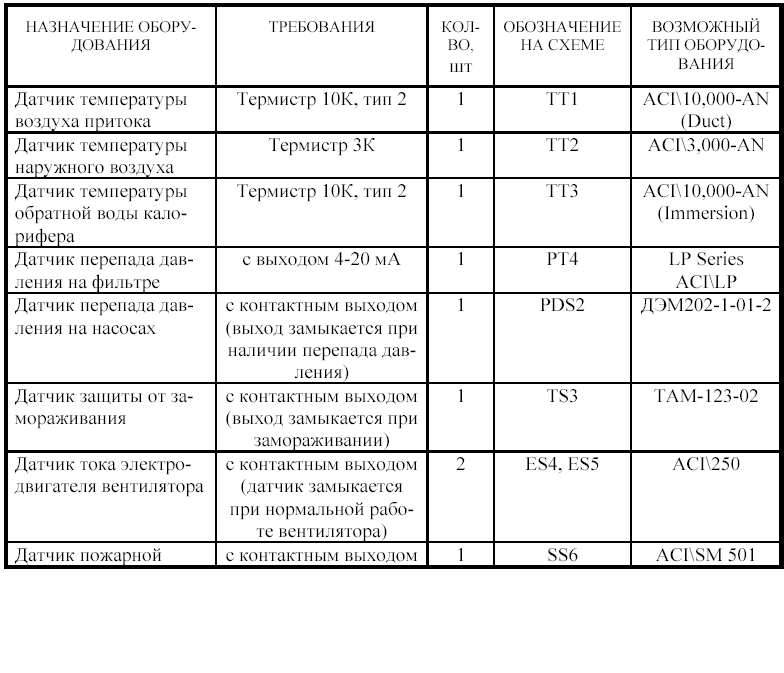 НАЗНАЧЕНИЕ ОБОРУ-
ДОВАНИЯ
ТРЕБОВАНИЯ
КОЛ-
ВО,
шт
ОБОЗНАЧЕНИЕ
НА СХЕМЕ
ВОЗМОЖНЫЙ
ТИП ОБОРУДО-
ВАНИЯ
Датчик температуры
воздуха притока
Термистр 10К, тип 2
1
TT1
ACI\10,000-AN
(Duct)
Датчик температуры
наружного воздуха
Термистр 3К
1
TT2
ACI\3,000-AN
Датчик температуры
обратной воды кало-
рифера
Термистр 10К, тип 2
1
TT3
ACI\10,000-AN
(Immersion)
Датчик перепада дав-
ления на фильтре
с выходом 4-20 мА
1
PT4
LP Series
ACI\LP
Датчик перепада дав-
ления на насосах
с контактным выходом
(выход замыкается при
наличии перепада дав-
ления)
1
PDS2
ДЭМ202-1-01-2
Датчик защиты от за-
мораживания
с контактным выходом
(выход замыкается при
замораживании)
1
TS3
ТАМ-123-02
Датчик тока электро-
двигателя вентилятора
с контактным выходом
(датчик замыкается
при нормальной рабо-
те вентилятора)
2
ES4, ES5
ACI\250
Датчик пожарной
с контактным выходом
1
SS6
ACI\SM 501